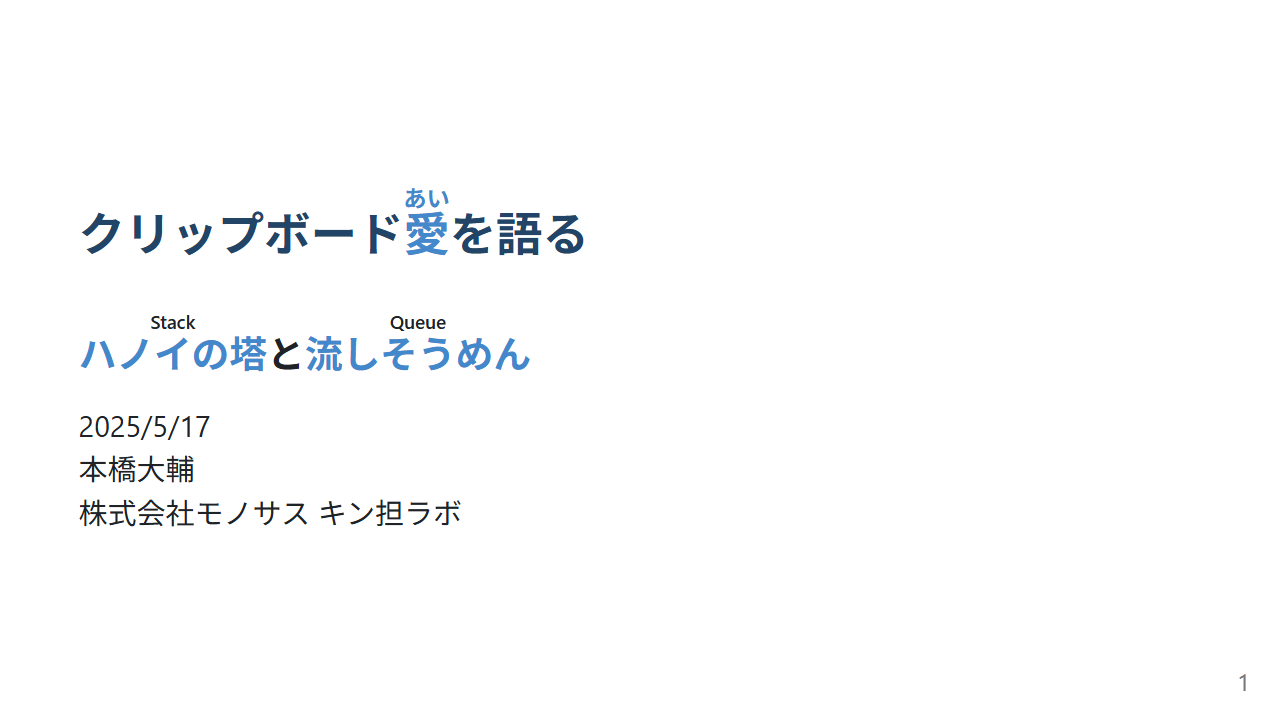 あい
クリップボード愛を語る
Stack Queue
ハノイの塔と流しそうめん
2025/5/17
本橋大輔
株式会社モノサス キン担ラボ
1